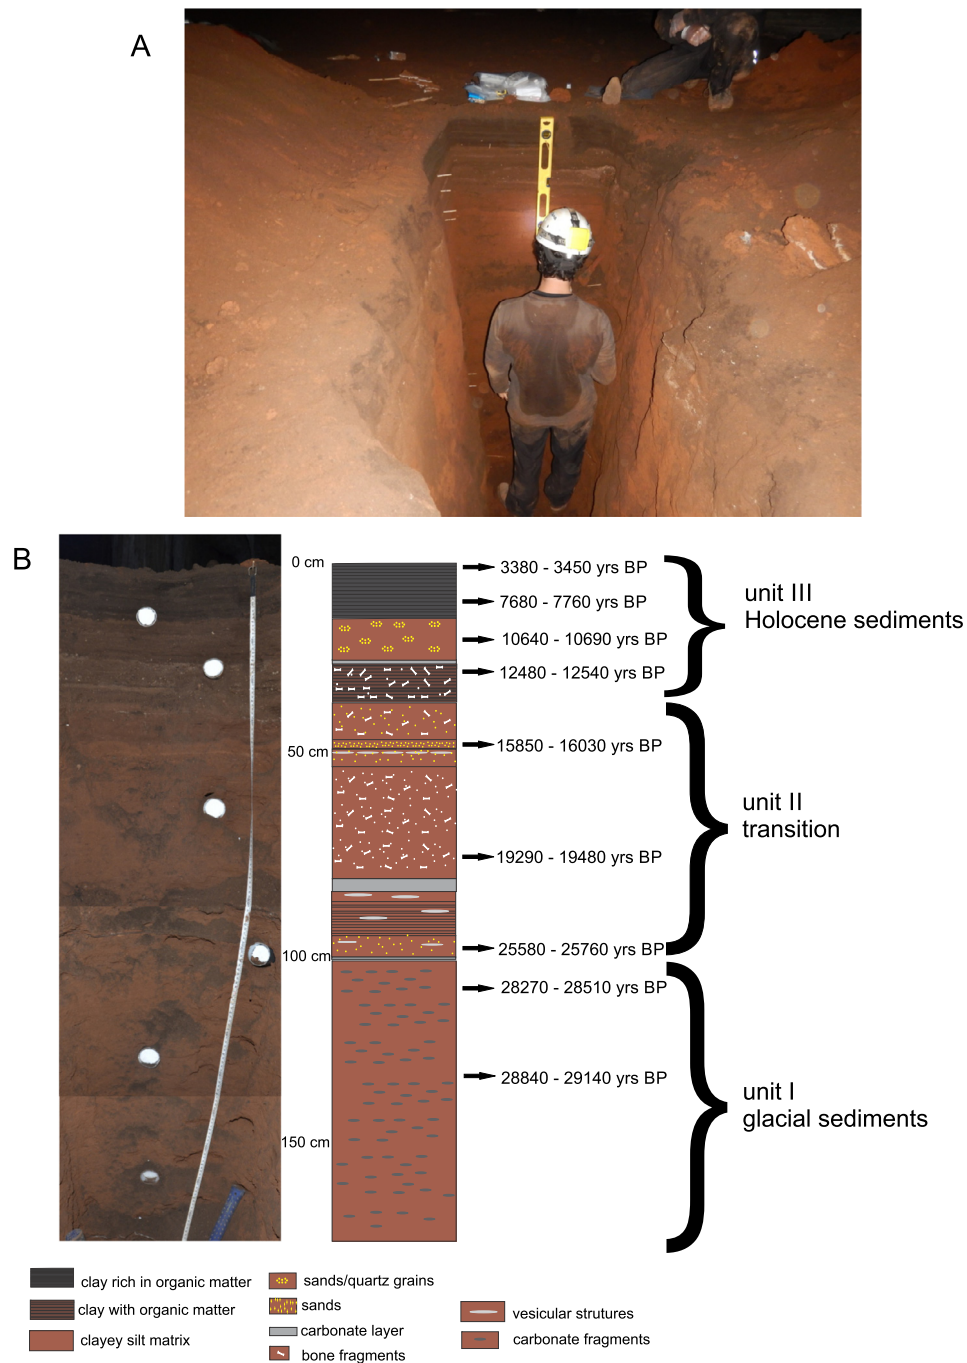 A
B
0 cm
50 cm
100 cm
150 cm
3380 - 3450 yrs BP
7680 - 7760 yrs BP
10640 - 10690 yrs BP
12480 - 12540 yrs BP
15850 - 16030 yrs BP
19290 - 19480 yrs BP
25580 - 25760 yrs BP
28270 - 28510 yrs BP
28840 - 29140 yrs BP
unit III
Holocene sediments
unit II
transition
unit I
glacial sediments
clay rich in organic matter
clay with organic matter
clayey silt matrix
sands/quartz grains
sands
carbonate layer
bone fragments
vesicular strutures
carbonate fragments